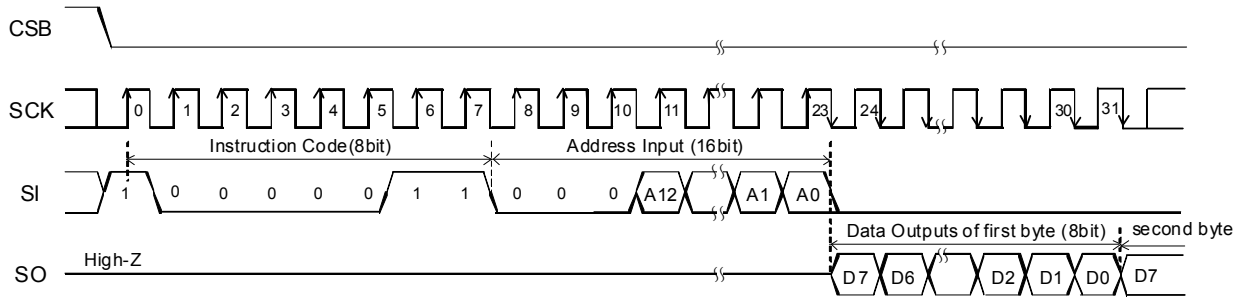 CSB
SCK 0 1 2 3 4 5 6 7 8 9 10 11 23 24 30 31
Instruction Code(8bit) Address Input (16bit)
SI 1 0 0 0 0 0 1 1 0 0 0 A12 A1 A0
Data Outputs of first byte (8bit) second byte
High-Z
SO D7 D6 D2 D1 D0 D7